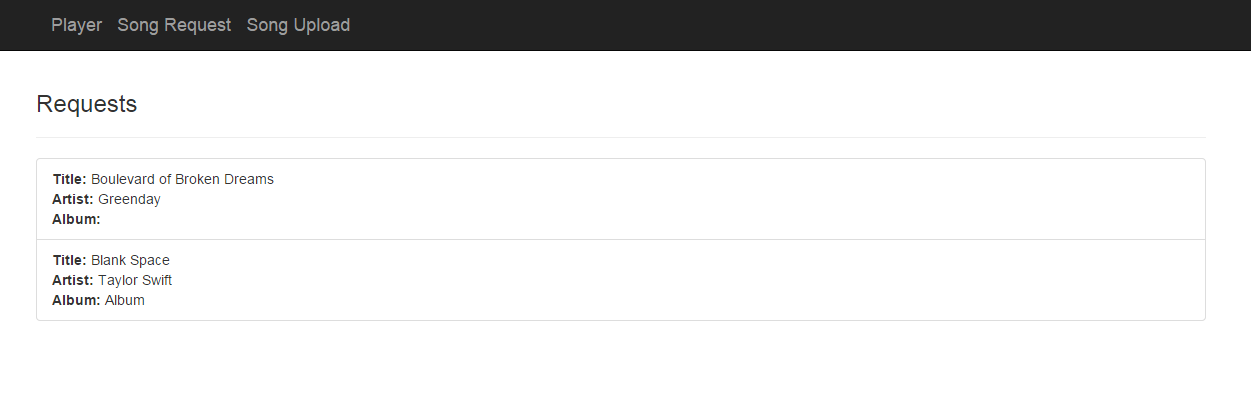 Player Song Request Song Upload
Requests
Title: Boulevard of Broken Dreams
Artist: Greenday
Album:
Title: Blank Space
Artist: Taylor Swift
Album: Album